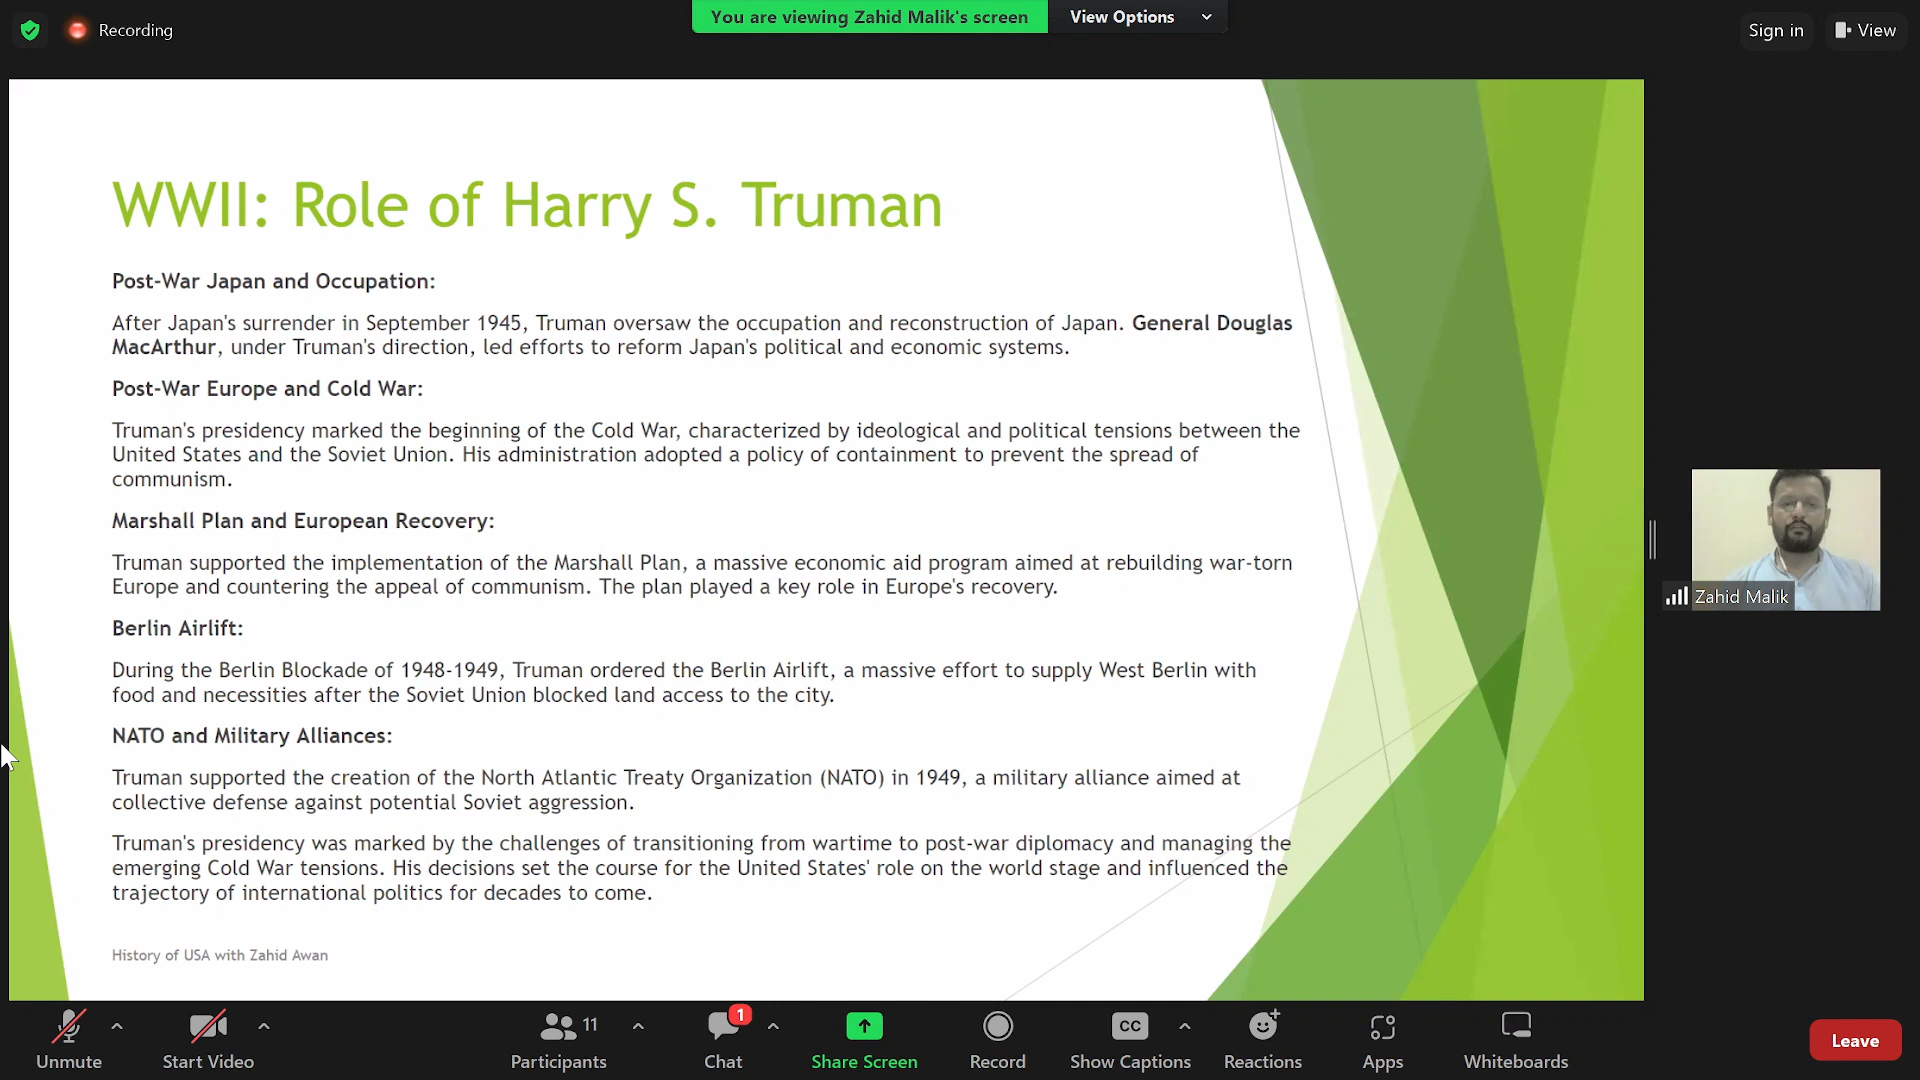 Recording
You are viewing Zahid Malik's screen
View Options
Sign in
View
WWII: Role of Harry S. Truman
Post-War Japan and Occupation:
After Japan's surrender in September 1945, Truman oversaw the occupation and reconstruction of Japan. General Douglas
MacArthur, under Truman's direction, led efforts to reform Japan's political and economic systems.
Post-War Europe and Cold War:
Truman's presidency marked the beginning of the Cold War, characterized by ideological and political tensions between the
United States and the Soviet Union. His administration adopted a policy of containment to prevent the spread of
communism.
Marshall Plan and European Recovery:
Truman supported the implementation of the Marshall Plan, a massive economic aid program aimed at rebuilding war-torn
Europe and countering the appeal of communism. The plan played a key role in Europe's recovery.
Berlin Airlift:
During the Berlin Blockade of 1948-1949, Truman ordered the Berlin Airlift, a massive effort to supply West Berlin with
food and necessities after the Soviet Union blocked land access to the city.
NATO and Military Alliances:
Truman supported the creation of the North Atlantic Treaty Organization (NATO) in 1949, a military alliance aimed at
collective defense against potential Soviet aggression.
Truman's presidency was marked by the challenges of transitioning from wartime to post-war diplomacy and managing the
emerging Cold War tensions. His decisions set the course for the United States' role on the world stage and influenced the
trajectory of international politics for decades to come.
History of USA with Zahid Awan
Zahid Malik
Unmute
Start Video
11
Participants
1
Chat
Share Screen
Record
CC
Show Captions
Reactions
Apps
Whiteboards
Leave